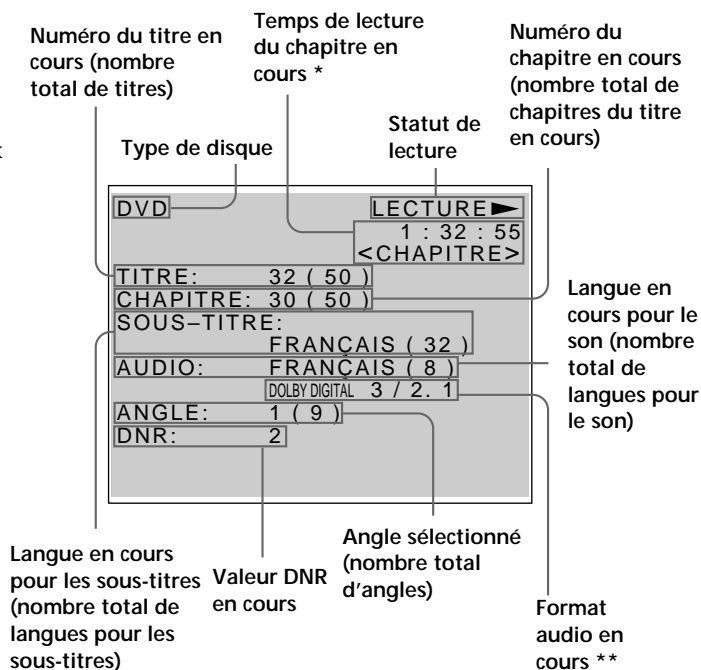 Numéro du titre en
cours (nombre
total de titres)
Temps de lecture
du chapitre en
cours *
Numéro du
chapitre en cours
(nombre total de
chapitres du titre
en cours)
Type de disque
Statut de
lecture
DVD
LECTURE
1 : 32 : 55
<CHAPITRE>
TITRE: 32 ( 50 )
CHAPITRE: 30 ( 50 )
SOUS–TITRE:
FRANÇAIS ( 32 )
AUDIO: FRANÇAIS ( 8 )
DOLBY DIGITAL 3 / 2. 1
ANGLE: 1 ( 9 )
DNR: 2
Langue en
cours pour le
son (nombre
total de
langues pour
le son)
Langue en cours
pour les sous-titres
(nombre total de
langues pour les
sous-titres)
Valeur DNR
en cours
Angle sélectionné
(nombre total
d'angles)
Format
audio en
cours **